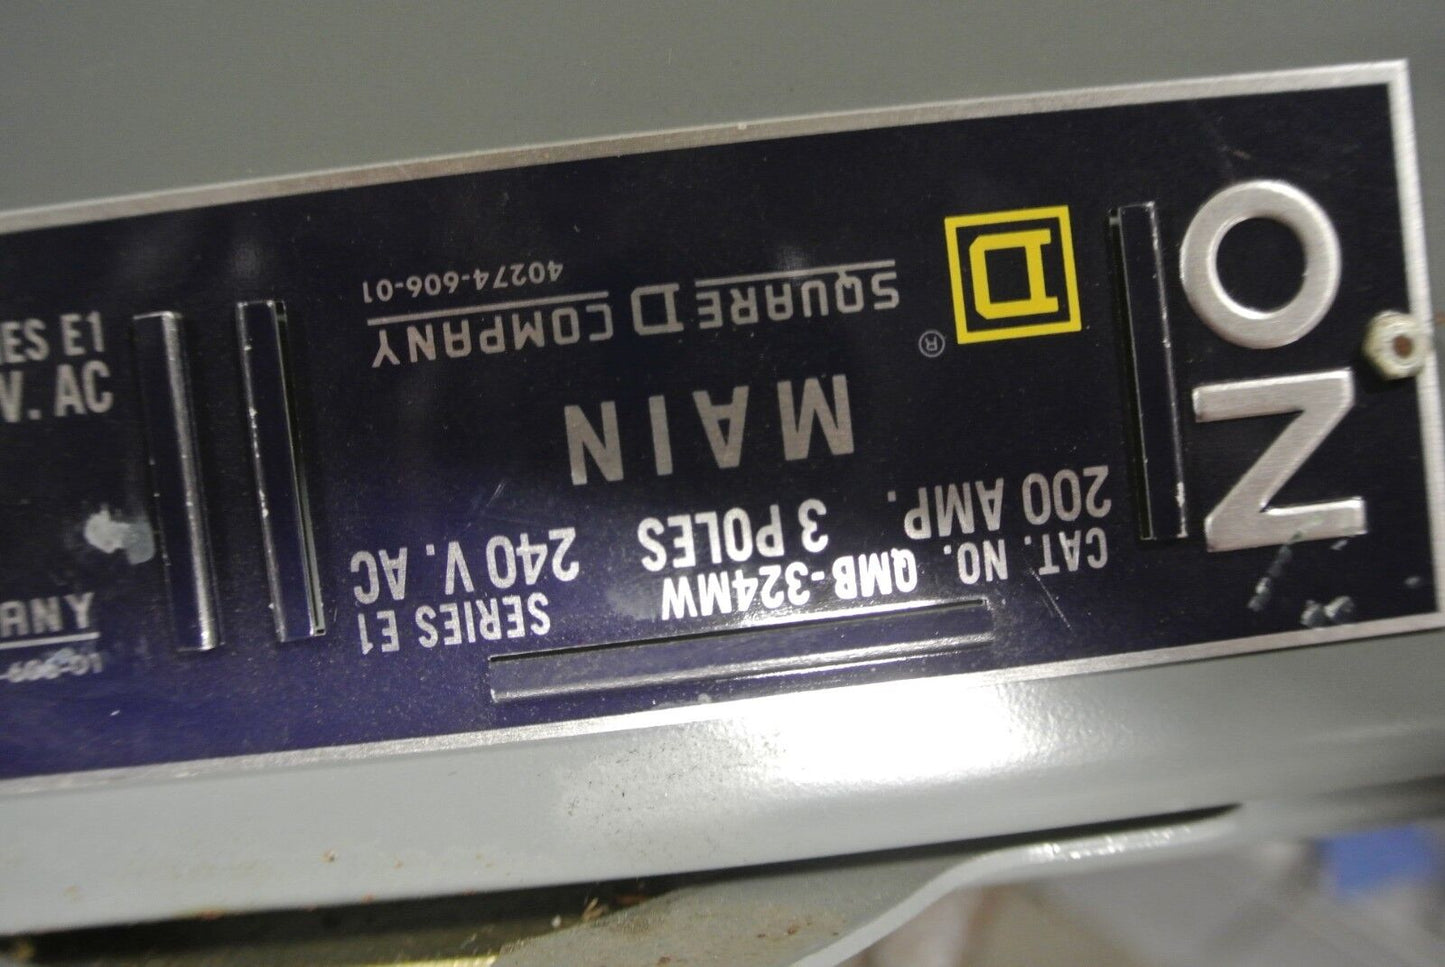 ON
CAT. NO. QMB-324MW SERIES E1
200 AMP. 3 POLES 240 V. AC
MAIN
D ®
SQUARE D COMPANY
40274-606-01
IES E1
V. AC
ANY